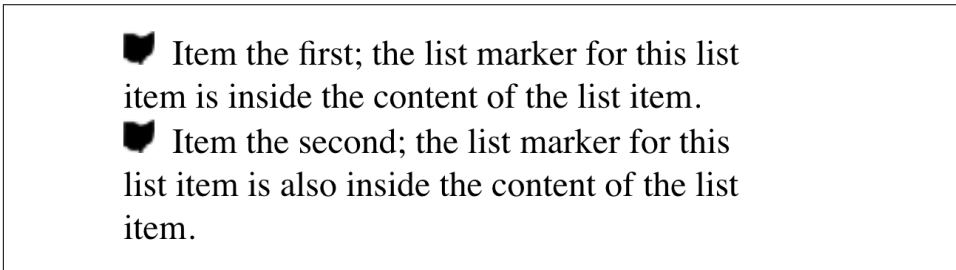 Item the first; the list marker for this list
item is inside the content of the list item.
Item the second; the list marker for this
list item is also inside the content of the list
item.